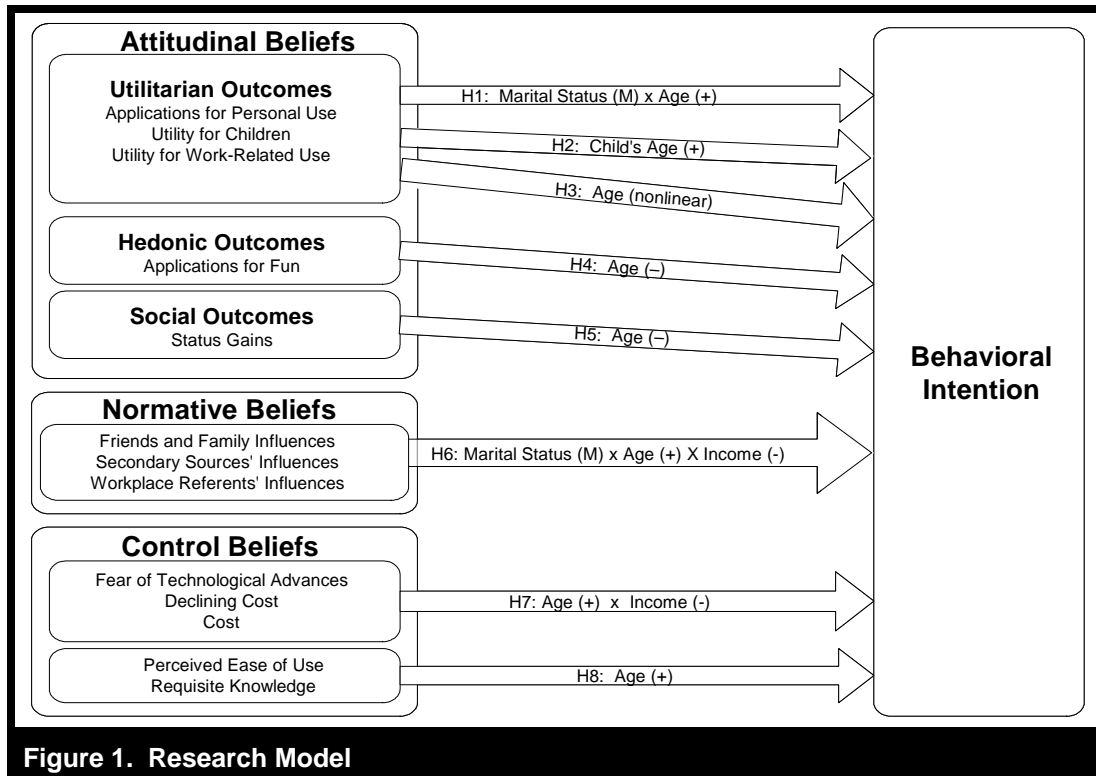 Attitudinal Beliefs
Utilitarian Outcomes
Applications for Personal Use
Utility for Children
Utility for Work-Related Use
H1: Marital Status (M) x Age (+)
H2: Child's Age (+)
H3: Age (nonlinear)
Hedonic Outcomes
Applications for Fun
H4: Age (–)
Social Outcomes
Status Gains
H5: Age (–)
Normative Beliefs
Friends and Family Influences
Secondary Sources' Influences
Workplace Referents' Influences
H6: Marital Status (M) x Age (+) X Income (-)
Control Beliefs
Fear of Technological Advances
Declining Cost
Cost
H7: Age (+) x Income (-)
Perceived Ease of Use
Requisite Knowledge
H8: Age (+)
Behavioral
Intention
Figure 1. Research Model